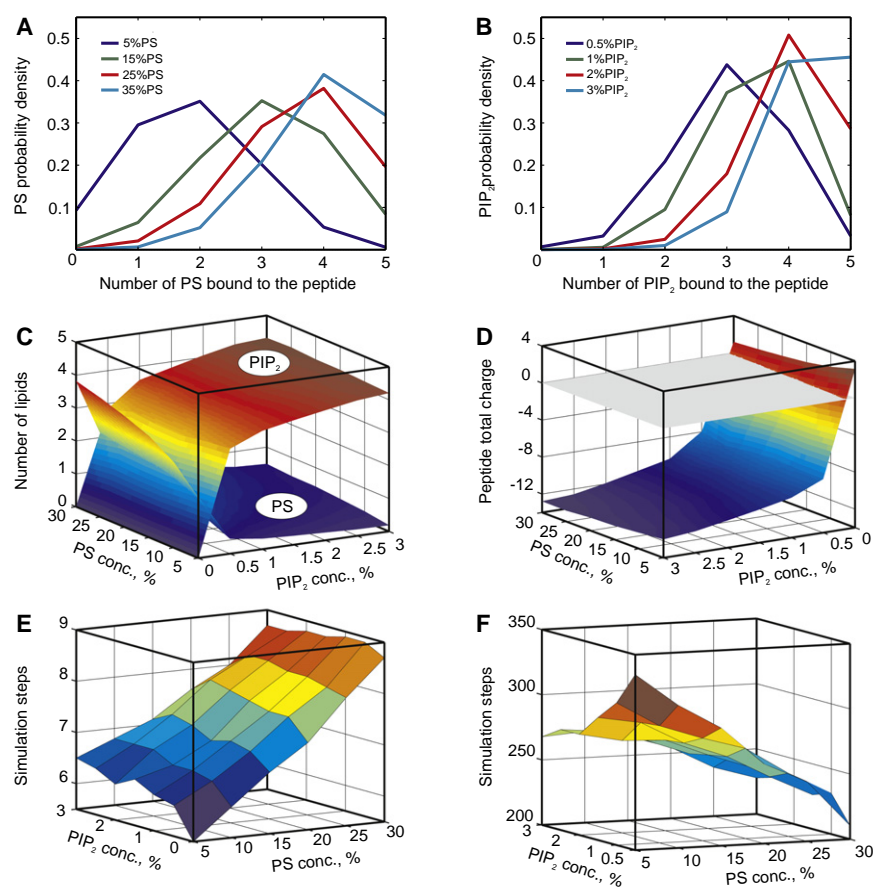 A
PS probability density
0.5
0.4
0.3
0.2
0.1
5%PS
15%PS
25%PS
35%PS
0
1
2
3
4
5
Number of PS bound to the peptide
B
PIP₂probability density
0.5
0.4
0.3
0.2
0.1
0.5%PIP₂
1%PIP₂
2%PIP₂
3%PIP₂
0
1
2
3
4
5
Number of PIP₂ bound to the peptide
C
Number of lipids
5
4
3
2
1
0
PIP₂
PS
30
25
20
15
10
5
PS conc., %
0
0.5
1
1.5
2
2.5
3
PIP₂ conc., %
D
Peptide total charge
4
0
-4
-8
-12
30
25
20
15
10
5
PS conc., %
3
2.5
2
1.5
1
0.5
0
PIP₂ conc., %
E
Simulation steps
9
8
7
6
3
2
1
0
PIP₂ conc., %
5
10
15
20
25
30
PS conc., %
F
Simulation steps
350
300
250
200
3
2
1
0.5
PIP₂ conc., %
5
10
15
20
25
30
PS conc., %